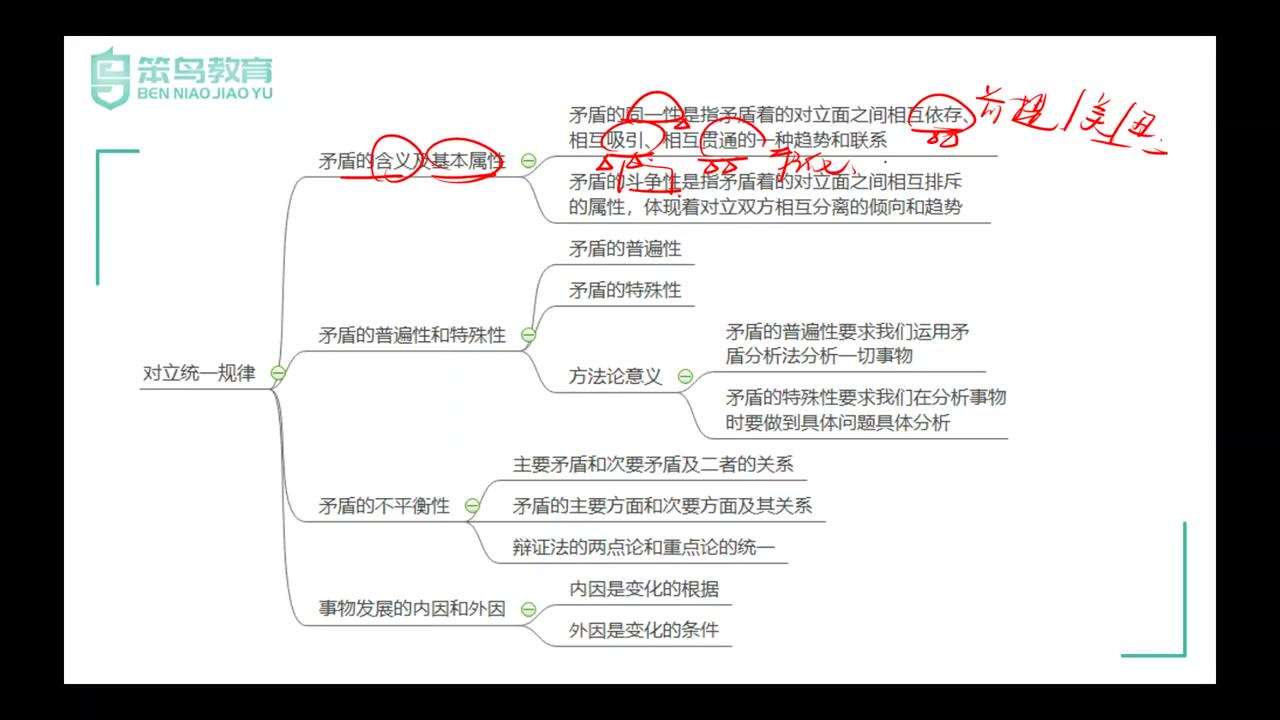 笨鸟教育
BEN NIAO JIAO YU
矛盾的同一性是指矛盾着的对立面之间相互依存、
相互吸引、相互贯通的一种趋势和联系
前提 美 丑
矛盾的含义及基本属性
转化
矛盾的斗争性是指矛盾着的对立面之间相互排斥
的属性，体现着对立双方相互分离的倾向和趋势
矛盾的普遍性
矛盾的特殊性
矛盾的普遍性和特殊性
矛盾的普遍性要求我们运用矛
盾分析法分析一切事物
方法论意义
对立统一规律
矛盾的特殊性要求我们在分析事物
时要做到具体问题具体分析
主要矛盾和次要矛盾及二者的关系
矛盾的不平衡性
矛盾的主要方面和次要方面及其关系
辩证法的两点论和重点论的统一
内因是变化的根据
事物发展的内因和外因
外因是变化的条件